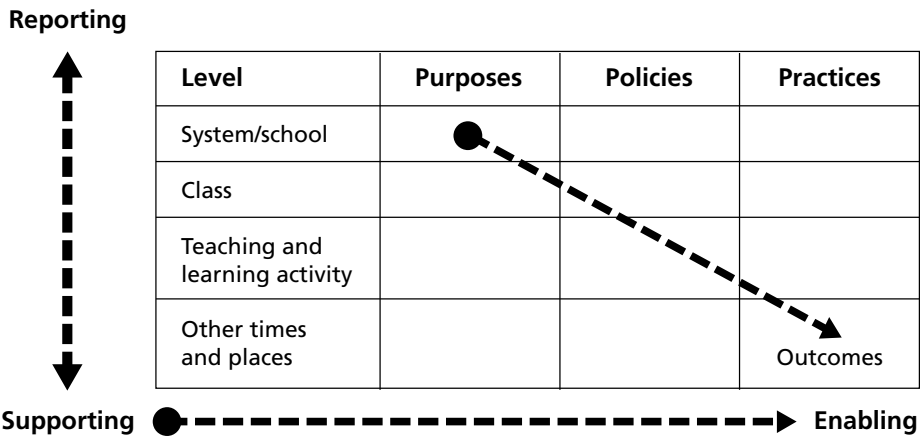 Reporting
Level Purposes Policies Practices
System/school
Class
Teaching and
learning activity
Other times
and places
Outcomes
Supporting Enabling